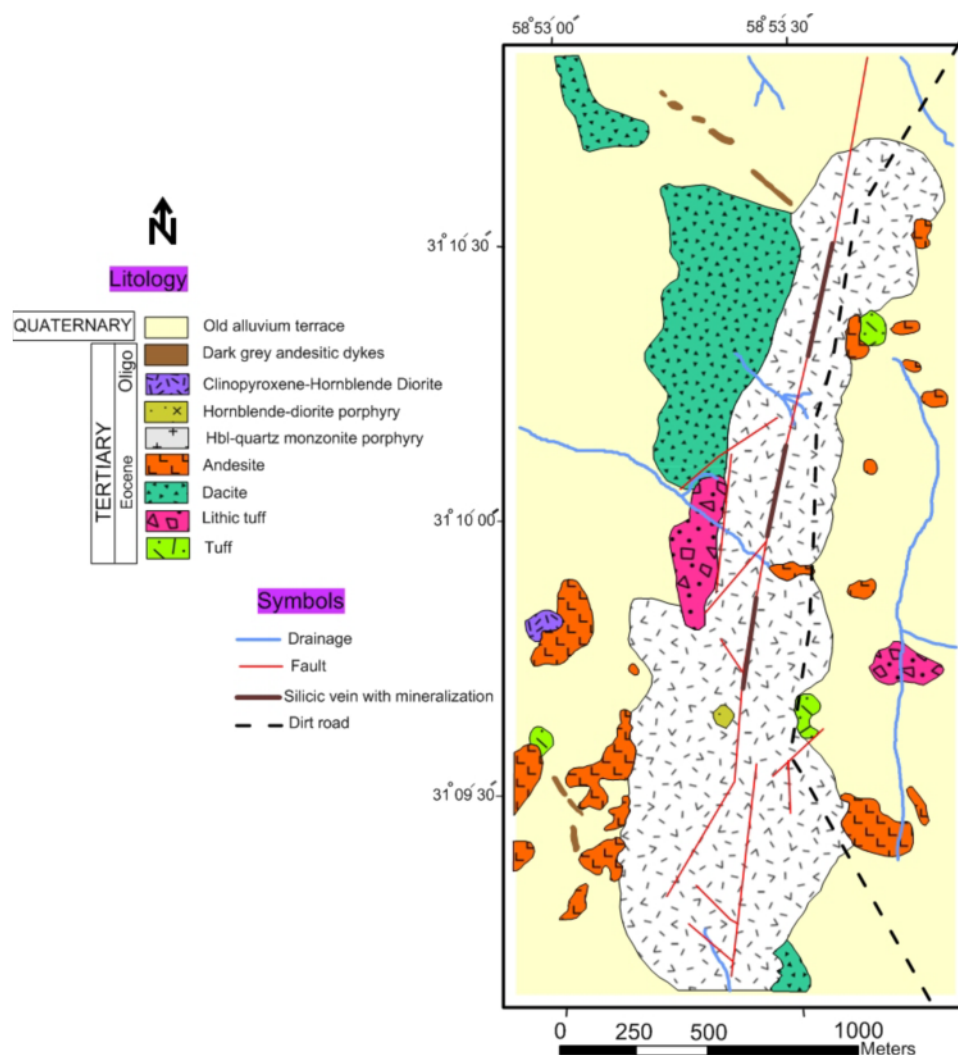 58° 53' 00"
58° 53' 30"
N
31° 10' 30"
Litology
QUATERNARY
Old alluvium terrace
TERTIARY
Oligo
Dark grey andesitic dykes
Clinopyroxene-Hornblende Diorite
Hornblende-diorite porphyry
Hbl-quartz monzonite porphyry
Eocene
Andesite
Dacite
31° 10' 00"
Lithic tuff
Tuff
Symbols
Drainage
Fault
Silicic vein with mineralization
Dirt road
31° 09' 30"
0 250 500 1000
Meters